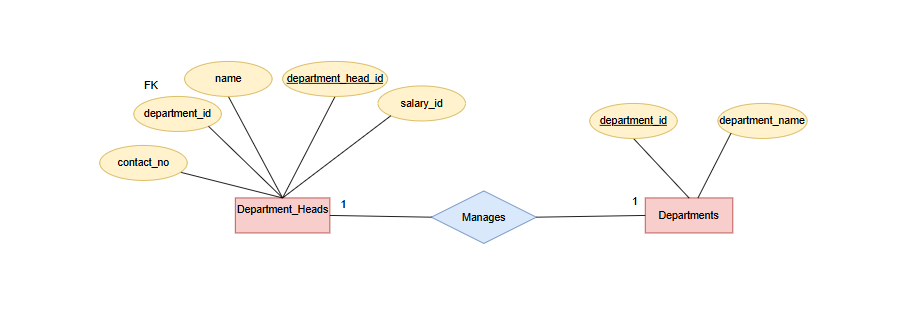 name
department_head_id
FK
salary_id
department_id
department_id
department_name
contact_no
Department_Heads
1
1
Manages
Departments